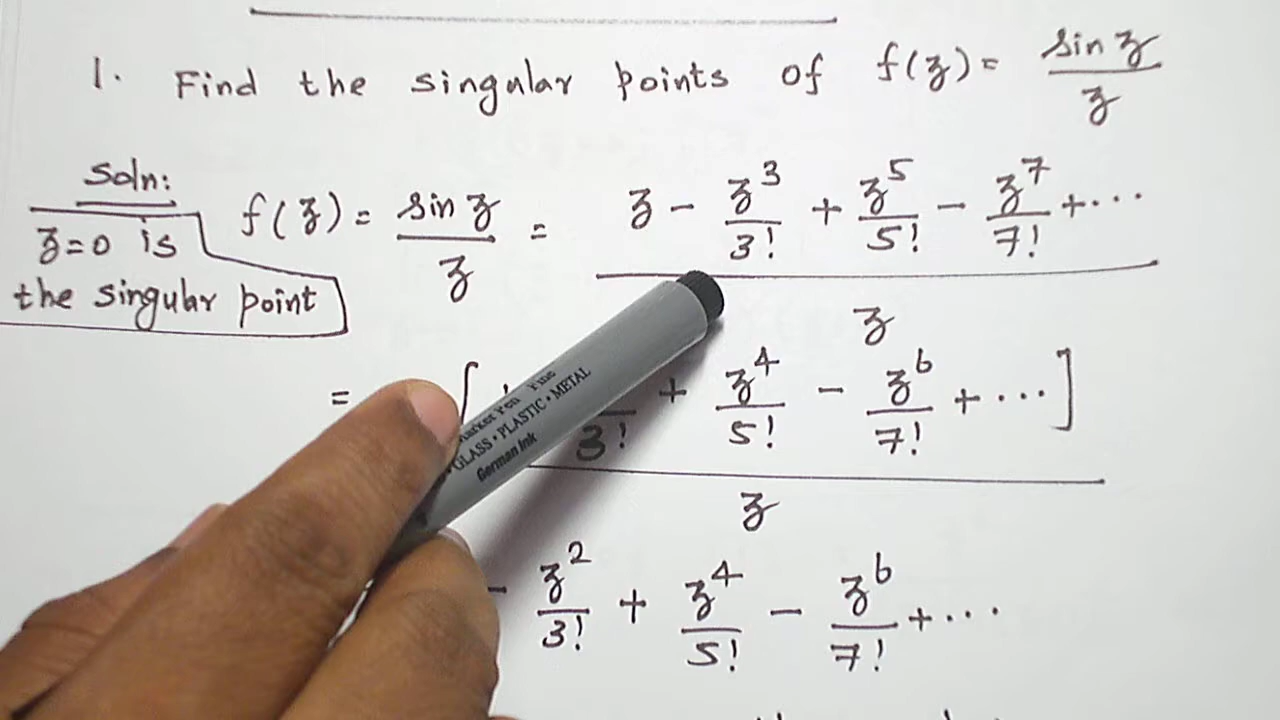 1. Find the singular points of f(z) = sin z / z
Soln:
z=0 is
the singular point
f(z) = sin z / z = z - z^3/3! + z^5/5! - z^7/7! + ...
z
= [ 3! + z^4/5! - z^6/7! + ... ]
z
- z^2/3! + z^4/5! - z^6/7! + ...
Marker Pen Fine
GLASS • PLASTIC • METAL
German Ink